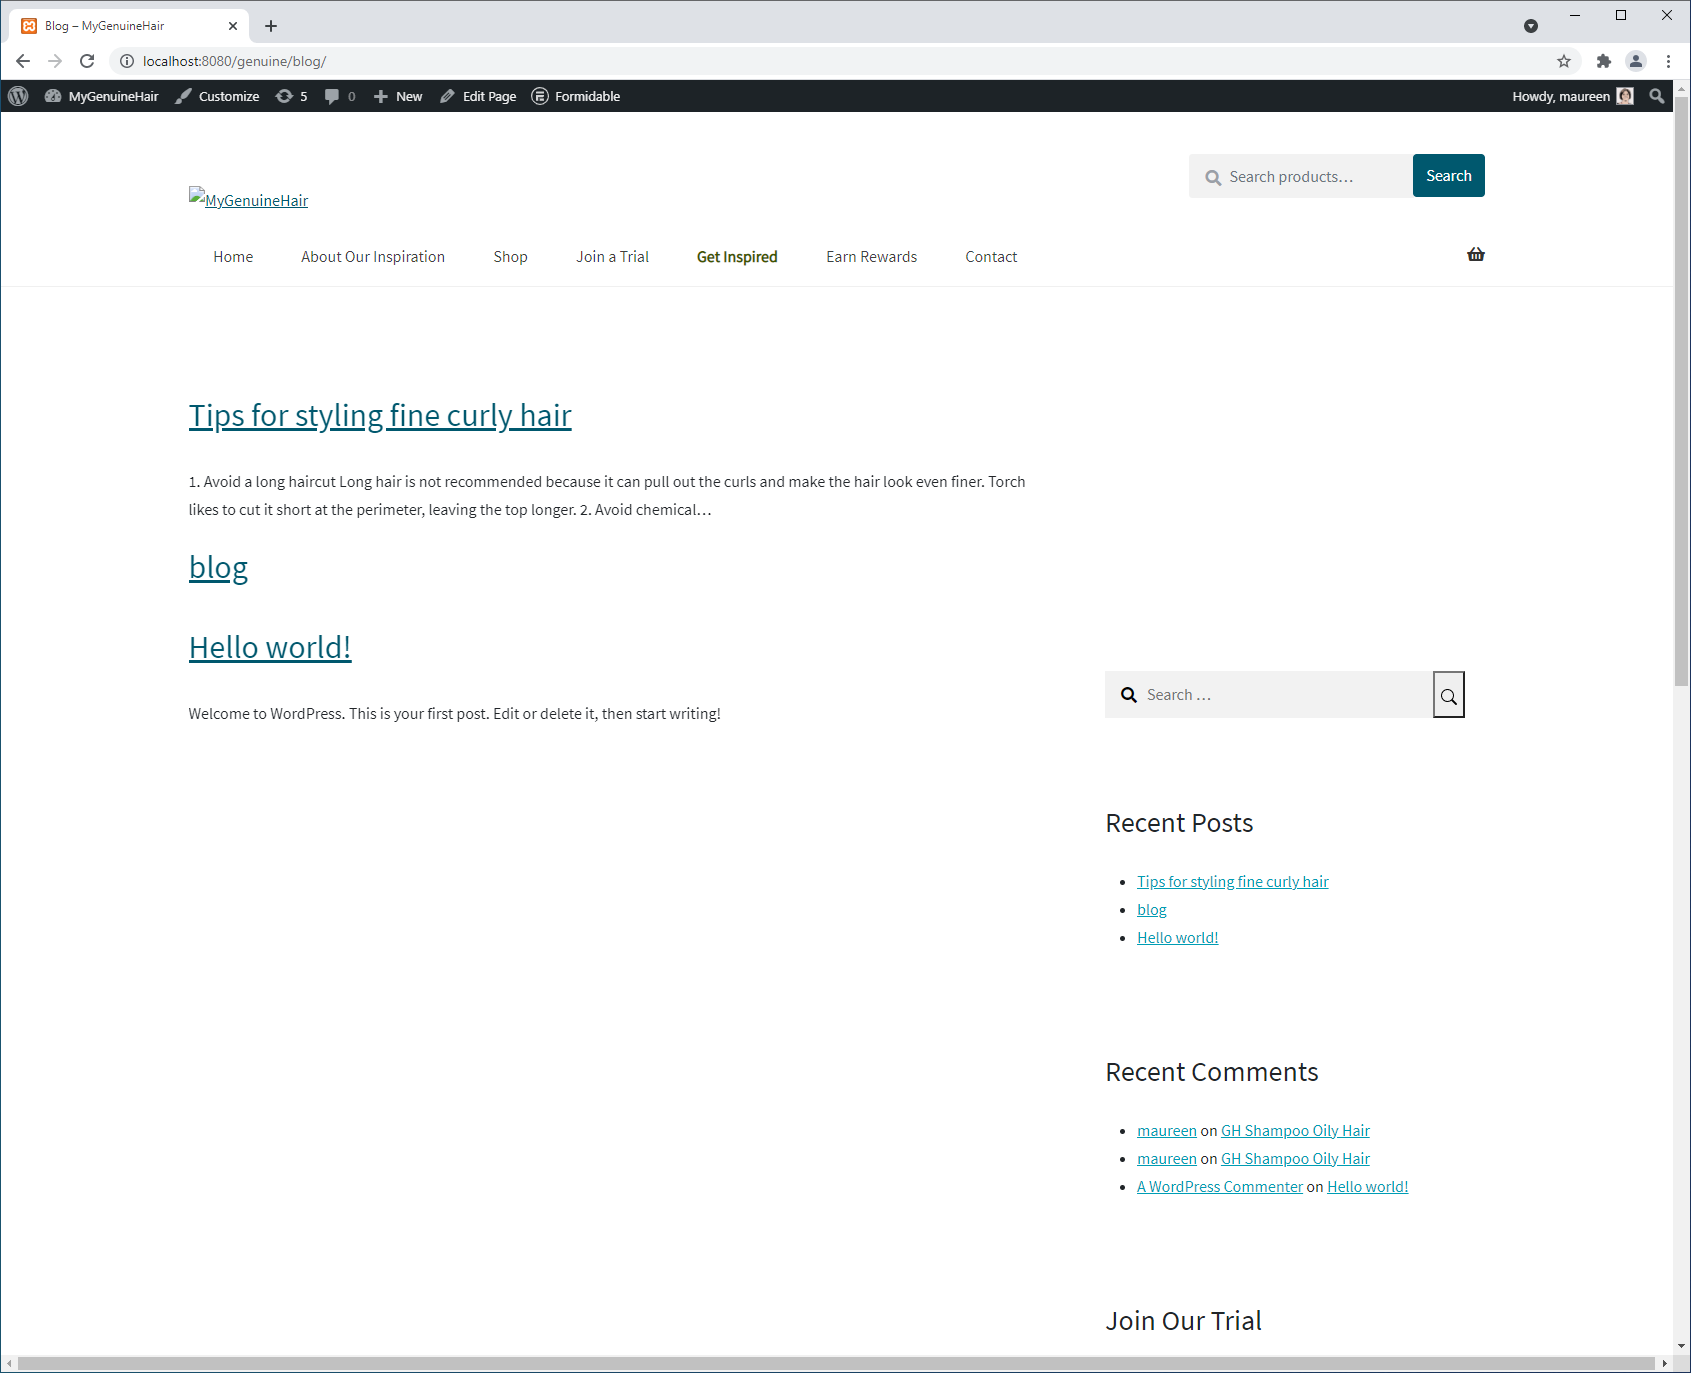 Blog – MyGenuineHair
localhost:8080/genuine/blog/
MyGenuineHair Customize 5 0 New Edit Page Formidable Howdy, maureen
Search products… Search
MyGenuineHair
Home About Our Inspiration Shop Join a Trial Get Inspired Earn Rewards Contact
Tips for styling fine curly hair
1. Avoid a long haircut Long hair is not recommended because it can pull out the curls and make the hair look even finer. Torch
likes to cut it short at the perimeter, leaving the top longer. 2. Avoid chemical…
blog
Hello world!
Welcome to WordPress. This is your first post. Edit or delete it, then start writing!
Search …
Recent Posts
Tips for styling fine curly hair
blog
Hello world!
Recent Comments
maureen on GH Shampoo Oily Hair
maureen on GH Shampoo Oily Hair
A WordPress Commenter on Hello world!
Join Our Trial